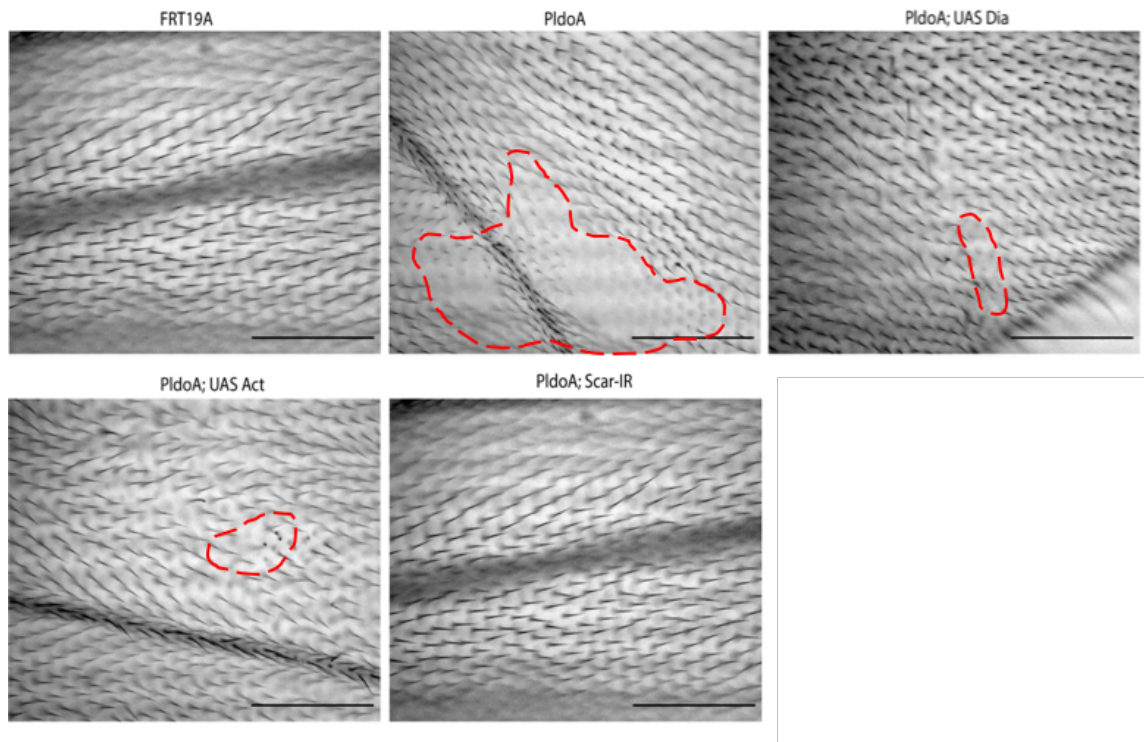 FRT19A
PldoA
PldoA; UAS Dia
PldoA; UAS Act
PldoA; Scar-IR